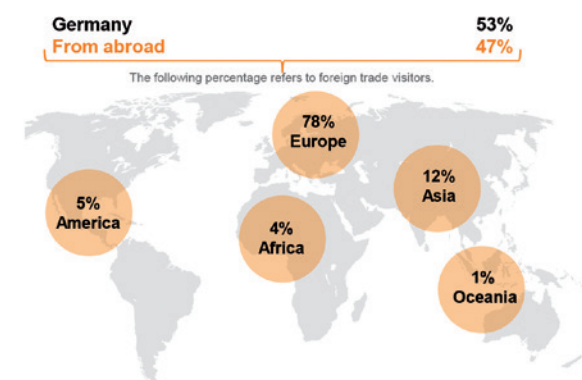 Germany 53%
From abroad 47%
The following percentage refers to foreign trade visitors.
78%
Europe
12%
Asia
5%
America
4%
Africa
1%
Oceania